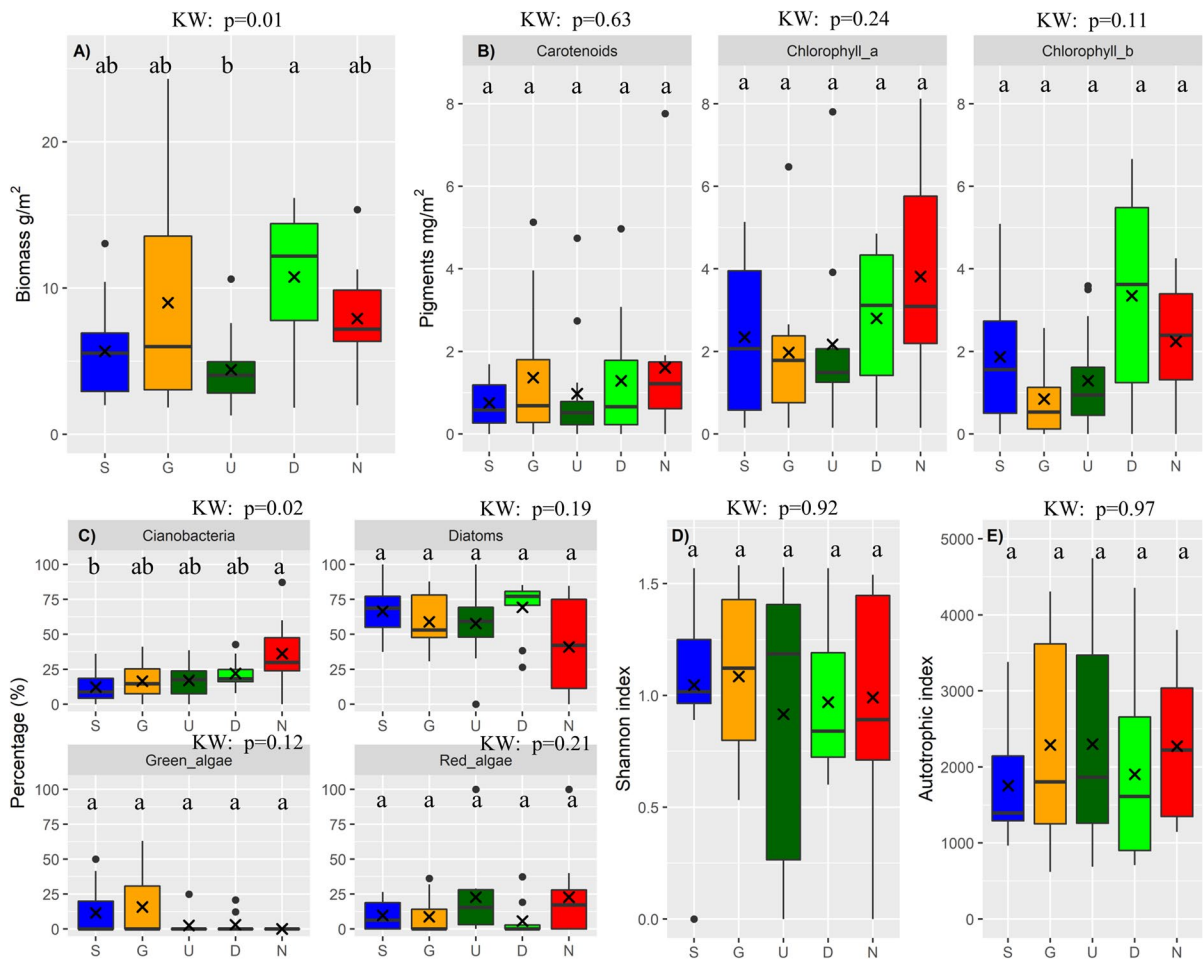 KW: p=0.01
KW: p=0.63
KW: p=0.24
KW: p=0.11
A)
ab ab b a ab
Biomass g/m²
20
10
0
S G U D N
B)
Carotenoids
Chlorophyll_a
Chlorophyll_b
a a a a a
a a a a a
a a a a a
Pigments mg/m²
8
6
4
2
0
8
6
4
2
0
8
6
4
2
0
S G U D N
S G U D N
S G U D N
KW: p=0.02
KW: p=0.19
C)
Cianobacteria
Diatoms
b ab ab ab a
a a a a a
Percentage (%)
100
75
50
25
0
100
75
50
25
0
S G U D N
S G U D N
KW: p=0.12
KW: p=0.21
Green_algae
Red_algae
a a a a a
a a a a a
100
75
50
25
0
100
75
50
25
0
S G U D N
S G U D N
KW: p=0.92
D)
a a a a a
Shannon index
1.5
1.0
0.5
0.0
S G U D N
KW: p=0.97
E)
a a a a a
Autotrophic index
5000
4000
3000
2000
1000
0
S G U D N